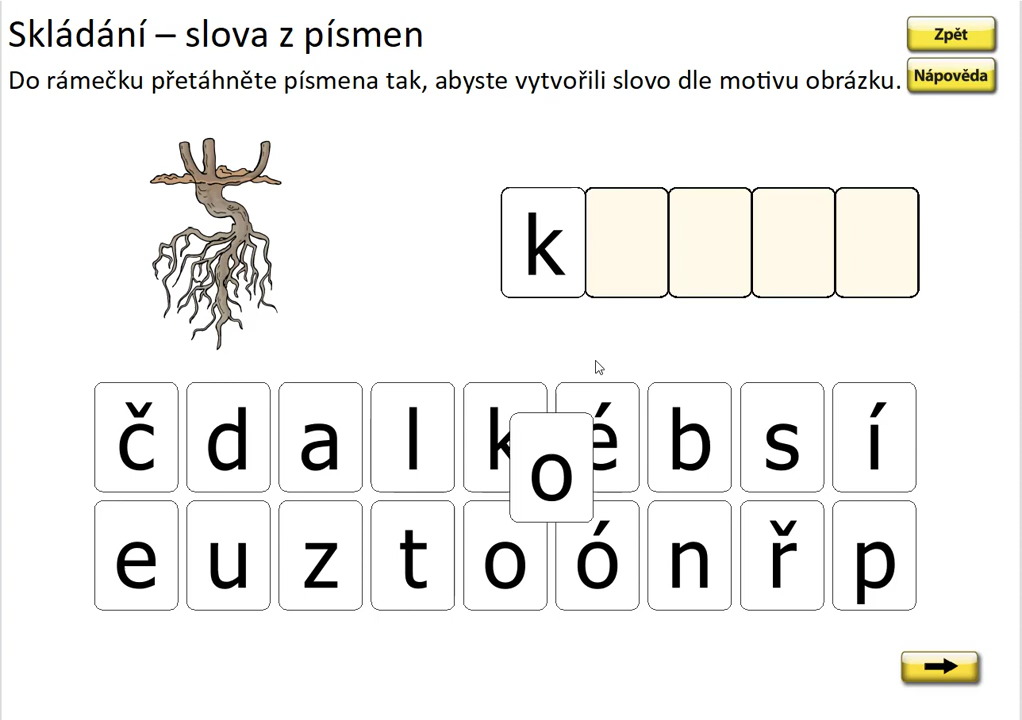 Skládání – slova z písmen
Zpět
Do rámečku přetáhněte písmena tak, abyste vytvořili slovo dle motivu obrázku.
Nápověda
k
č d a l k é b s í
o
e u z t o ó n ř p